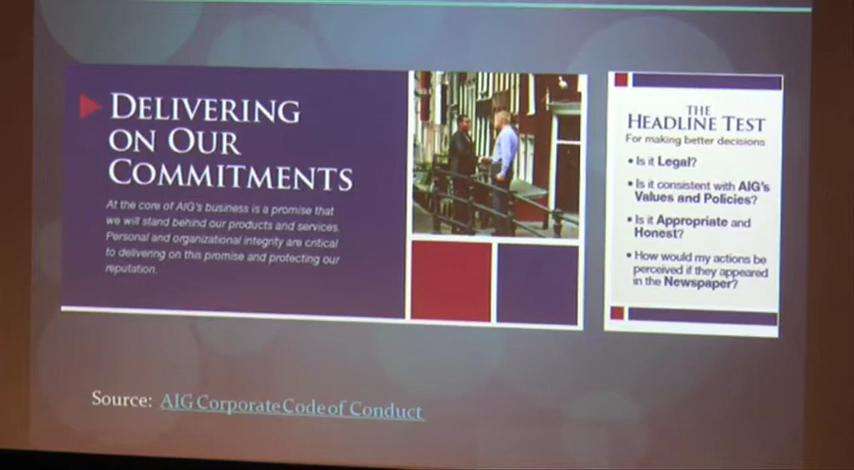 DELIVERING
ON OUR
COMMITMENTS
At the core of AIG's business is a promise that
we will stand behind our products and services.
Personal and organizational integrity are critical
to delivering on this promise and protecting our
reputation.
THE
HEADLINE TEST
For making better decisions
• Is it Legal?
• Is it consistent with AIG's
Values and Policies?
• Is it Appropriate and
Honest?
• How would my actions be
perceived if they appeared
in the Newspaper?
Source: AIG Corporate Code of Conduct